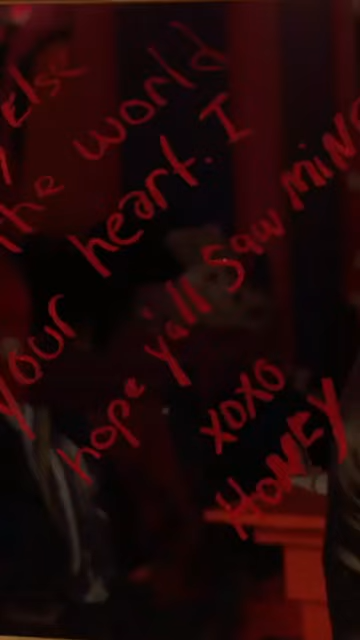 else
the world
your heart. I
hope y'all saw MINE
XOXO
HONEY